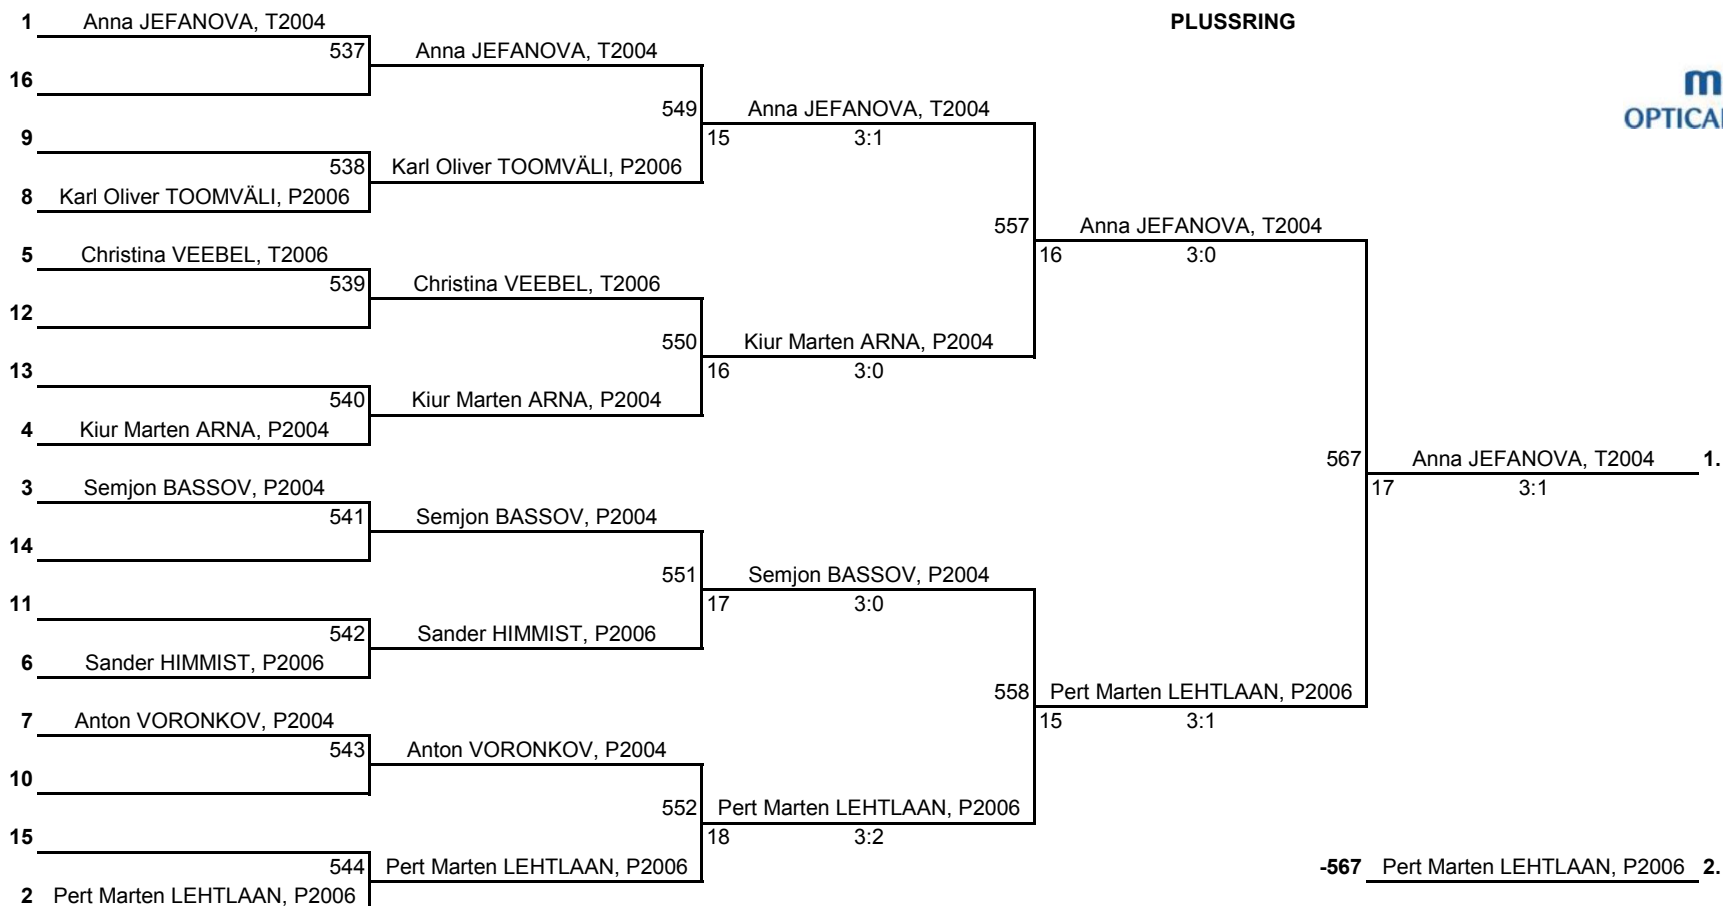 1 Anna JEFANOVA, T2004 PLUSSRING
537 Anna JEFANOVA, T2004
16
549 Anna JEFANOVA, T2004
9 15 3:1
538 Karl Oliver TOOMVÄLI, P2006
8 Karl Oliver TOOMVÄLI, P2006
557 Anna JEFANOVA, T2004
5 Christina VEEBEL, T2006 16 3:0
539 Christina VEEBEL, T2006
12
550 Kiur Marten ARNA, P2004
13 16 3:0
540 Kiur Marten ARNA, P2004
4 Kiur Marten ARNA, P2004
567 Anna JEFANOVA, T2004 1.
3 Semjon BASSOV, P2004 17 3:1
541 Semjon BASSOV, P2004
14
551 Semjon BASSOV, P2004
11 17 3:0
542 Sander HIMMIST, P2006
6 Sander HIMMIST, P2006
558 Pert Marten LEHTLAAN, P2006
7 Anton VORONKOV, P2004 15 3:1
543 Anton VORONKOV, P2004
10
552 Pert Marten LEHTLAAN, P2006
15 18 3:2
544 Pert Marten LEHTLAAN, P2006 -567 Pert Marten LEHTLAAN, P2006 2.
2 Pert Marten LEHTLAAN, P2006